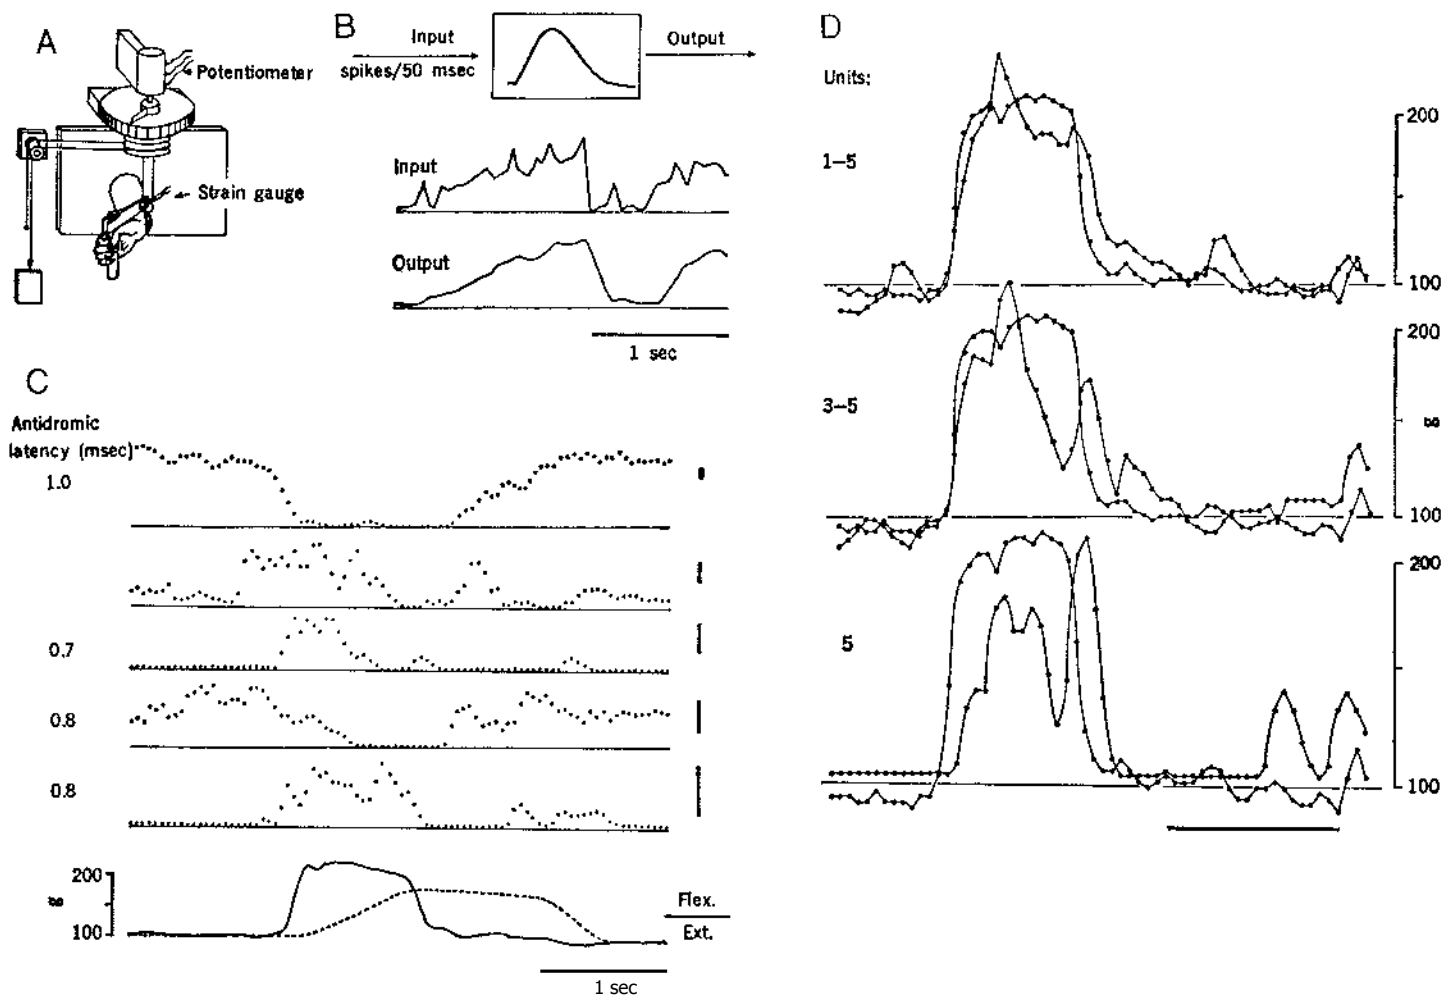 A
Potentiometer
Strain gauge
B
Input
spikes/50 msec
Output
Input
Output
1 sec
C
Antidromic
latency (msec)
1.0
0.7
0.8
0.8
200
g
100
Flex.
Ext.
1 sec
D
Units:
1–5
200
100
3–5
200
g
100
5
200
100